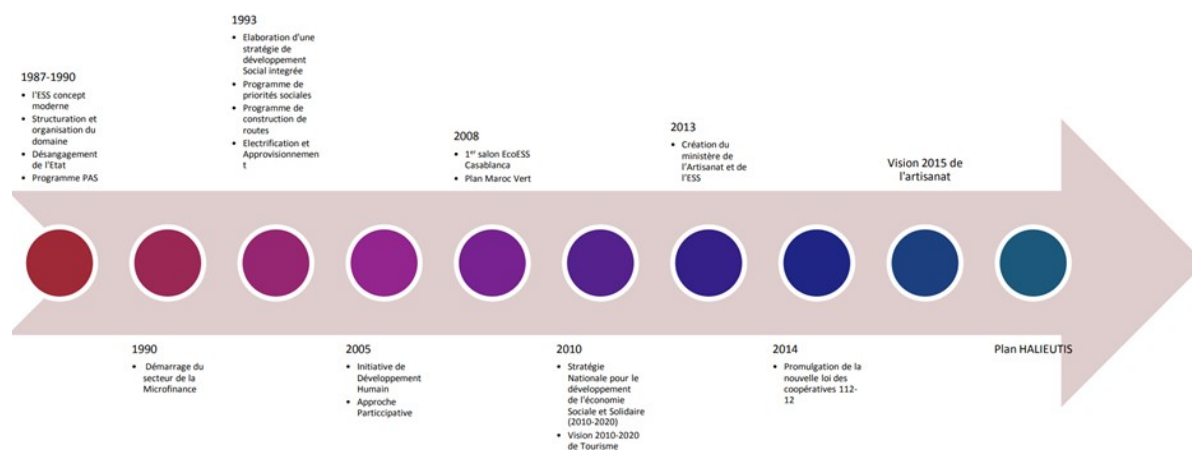 1987-1990
• l'ESS concept
moderne
• Structuration et
organisation du
domaine
• Désangagement
de l'Etat
• Programme PAS
1990
• Démarrage du
secteur de la
Microfinance
1993
• Elaboration d'une
stratégie de
développement
Social integrée
• Programme de
priorités sociales
• Programme de
construction de
routes
• Electrification et
Approvisionnemen
t
2005
• Initiative de
Développement
Humain
• Approche
Particcipative
2008
• 1er salon EcoESS
Casablanca
• Plan Maroc Vert
2010
• Stratégie
Nationale pour le
développement
de l'économie
Sociale et Solidaire
(2010-2020)
• Vision 2010-2020
de Tourisme
2013
• Création du
ministère de
l'Artisanat et de
l'ESS
2014
• Promulgation de la
nouvelle loi des
coopératives 112-
12
Vision 2015 de
l'artisanat
Plan HALIEUTIS